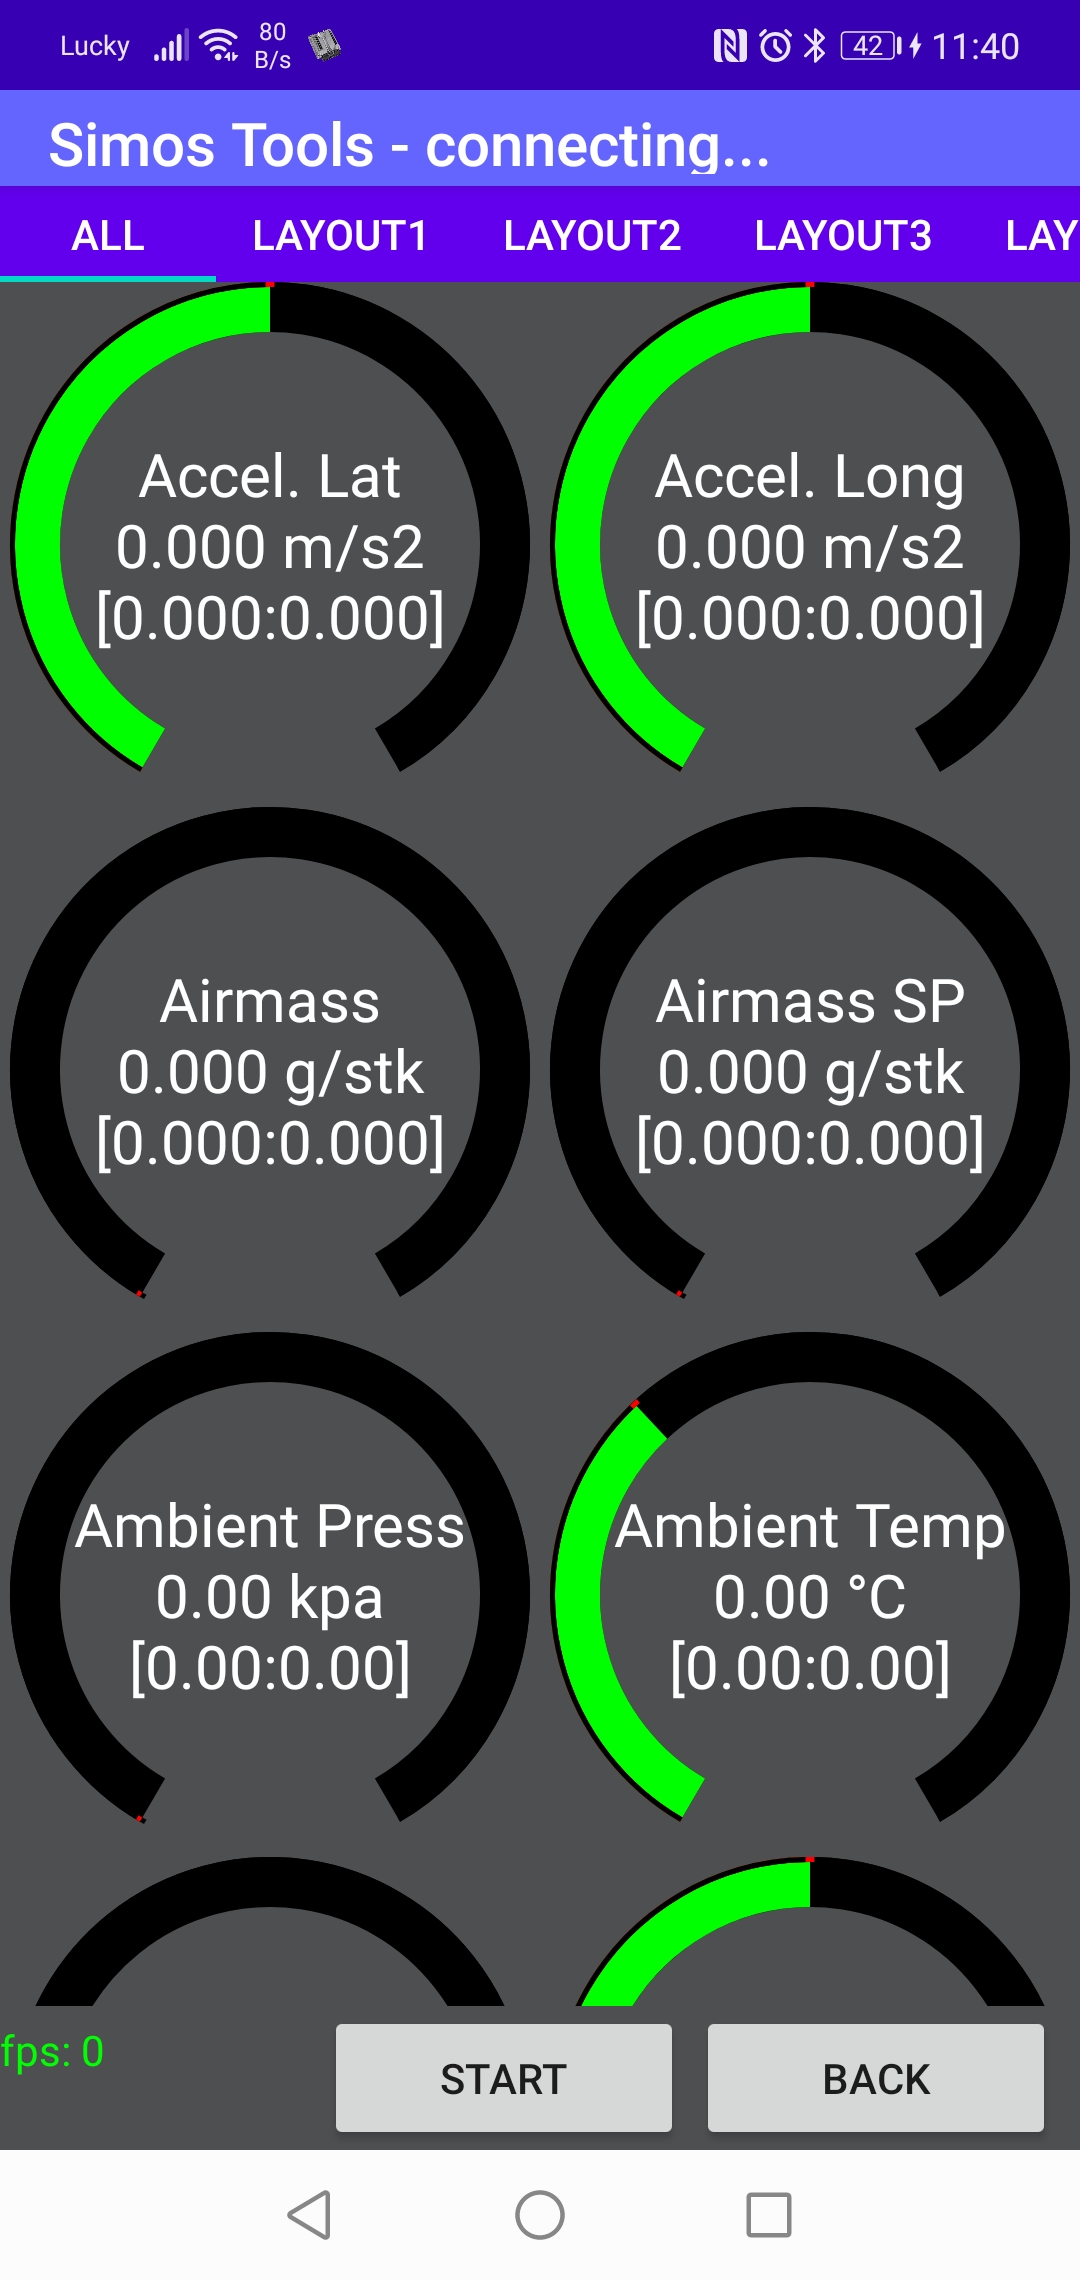 Lucky 80 B/s 42 11:40
Simos Tools - connecting...
ALL LAYOUT1 LAYOUT2 LAYOUT3 LAY
Accel. Lat
0.000 m/s2
[0.000:0.000]
Accel. Long
0.000 m/s2
[0.000:0.000]
Airmass
0.000 g/stk
[0.000:0.000]
Airmass SP
0.000 g/stk
[0.000:0.000]
Ambient Press
0.00 kpa
[0.00:0.00]
Ambient Temp
0.00 °C
[0.00:0.00]
fps: 0
START
BACK